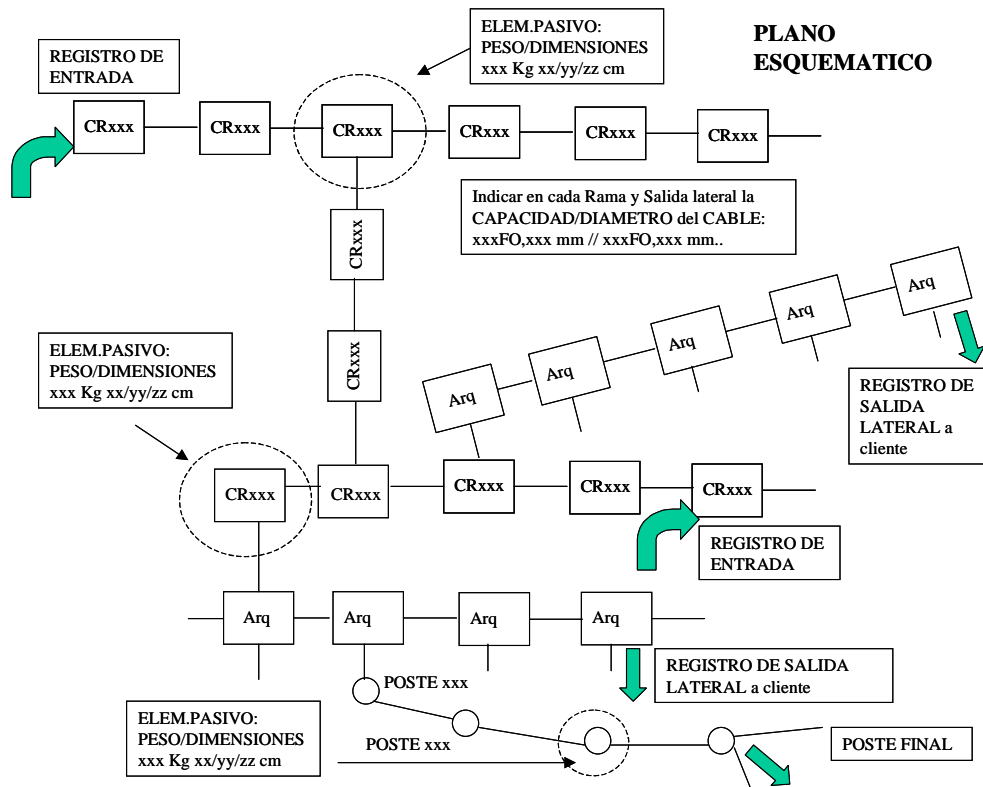 PLANO
ESQUEMATICO
ELEM.PASIVO:
PESO/DIMENSIONES
xxx Kg xx/yy/zz cm
REGISTRO DE
ENTRADA
CRxxx
CRxxx
CRxxx
CRxxx
CRxxx
CRxxx
Indicar en cada Rama y Salida lateral la
CAPACIDAD/DIAMETRO del CABLE:
xxxFO,xxx mm // xxxFO,xxx mm..
CRxxx
CRxxx
Arq
Arq
Arq
Arq
Arq
ELEM.PASIVO:
PESO/DIMENSIONES
xxx Kg xx/yy/zz cm
REGISTRO DE
SALIDA
LATERAL a
cliente
CRxxx
CRxxx
CRxxx
CRxxx
CRxxx
REGISTRO DE
ENTRADA
Arq
Arq
Arq
Arq
REGISTRO DE SALIDA
LATERAL a cliente
POSTE xxx
POSTE xxx
ELEM.PASIVO:
PESO/DIMENSIONES
xxx Kg xx/yy/zz cm
POSTE FINAL